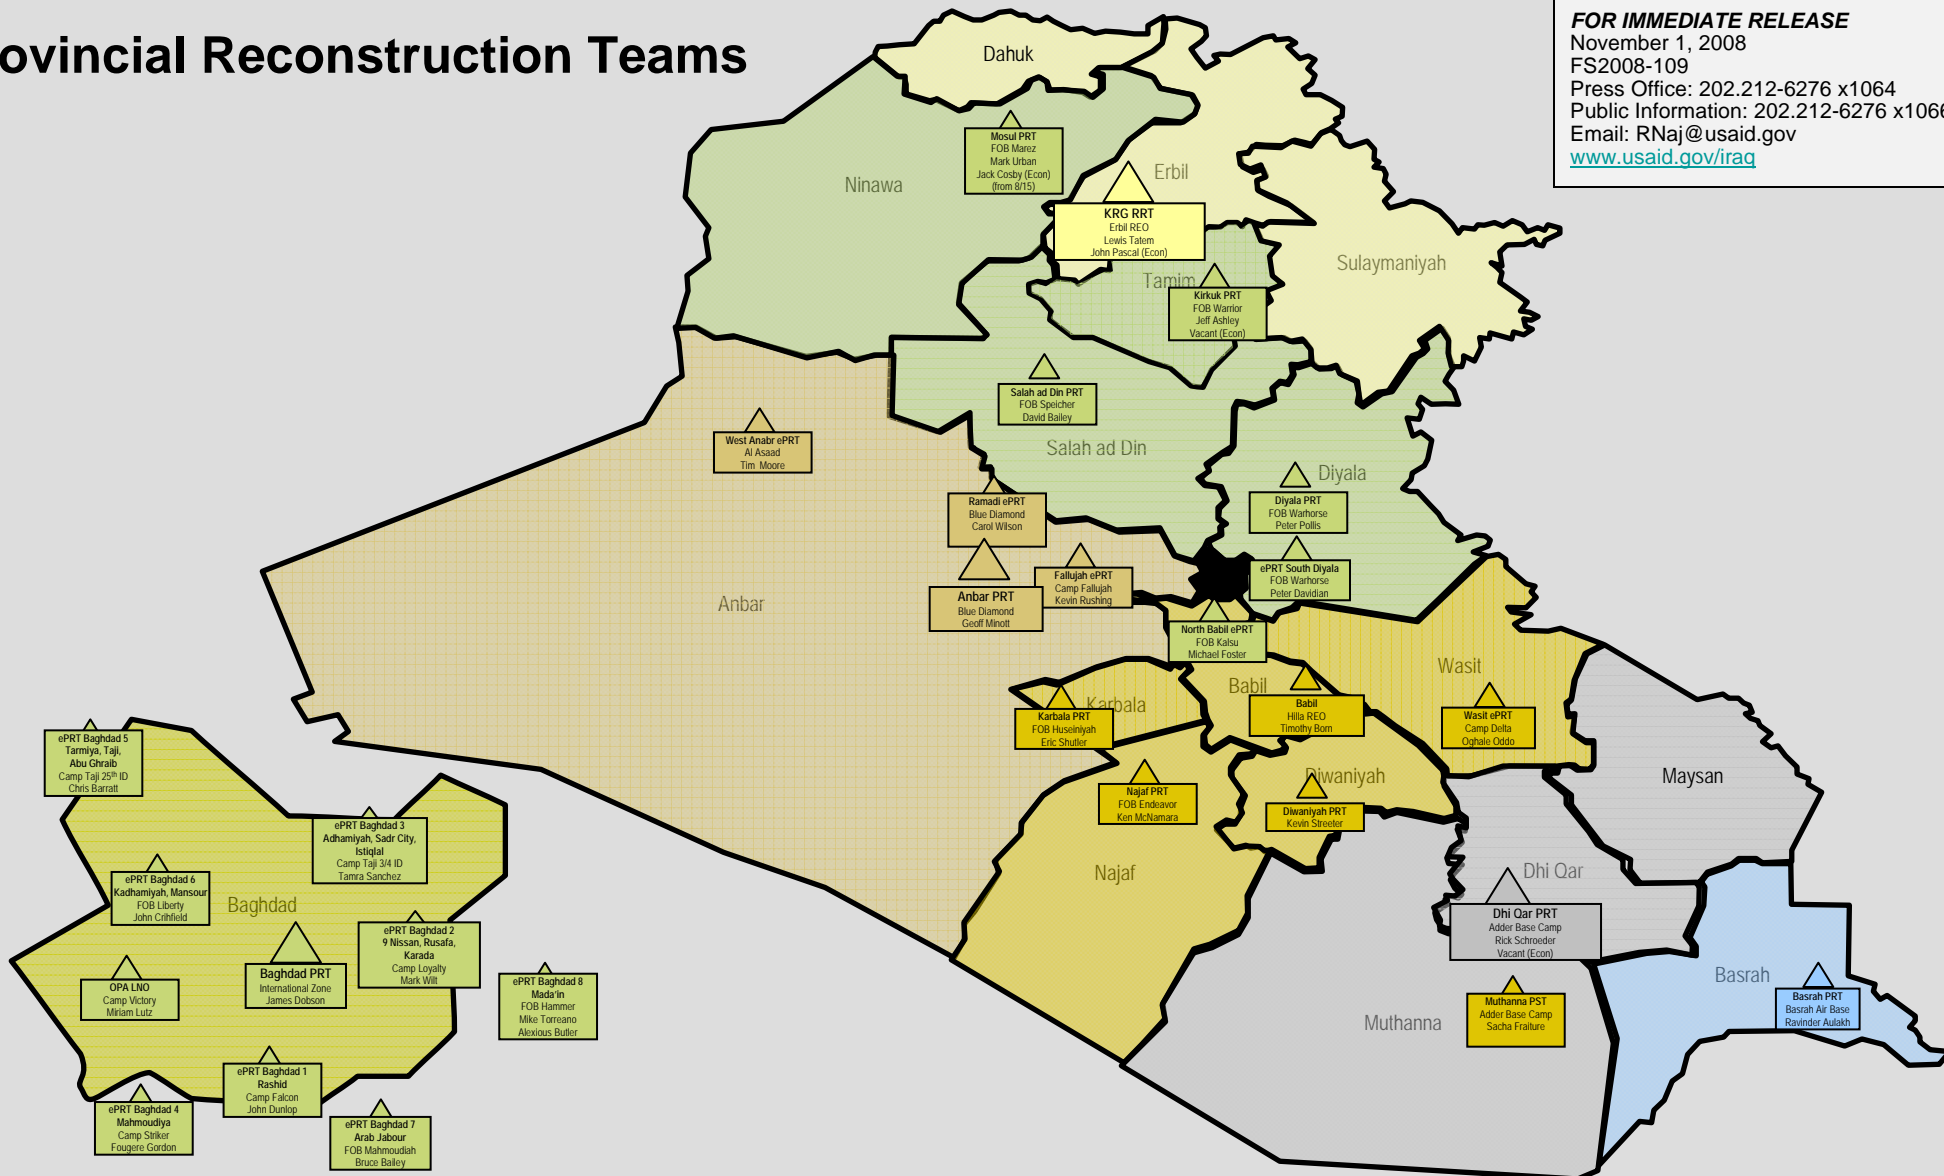 ovincial Reconstruction Teams
FOR IMMEDIATE RELEASE
November 1, 2008
FS2008-109
Press Office: 202.212-6276 x1064
Public Information: 202.212-6276 x1066
Email: RNaj@usaid.gov
www.usaid.gov/iraq
Dahuk
Mosul PRT
FOB Marez
Mark Urban
Jack Cosby (Econ)
(from 8/15)
Ninawa
Erbil
KRG RRT
Erbil REO
Lewis Tatem
John Pascal (Econ)
Sulaymaniyah
Tamim
Kirkuk PRT
FOB Warrior
Jeff Ashley
Vacant (Econ)
Salah ad Din PRT
FOB Speicher
David Bailey
Salah ad Din
West Anabr ePRT
Al Asaad
Tim Moore
Diyala
Diyala PRT
FOB Warhorse
Peter Pollis
Ramadi ePRT
Blue Diamond
Carol Wilson
ePRT South Diyala
FOB Warhorse
Peter Davidian
Fallujah ePRT
Camp Fallujah
Kevin Rushing
Anbar
Anbar PRT
Blue Diamond
Geoff Minott
North Babil ePRT
FOB Kalsu
Michael Foster
Wasit
Wasit ePRT
Camp Delta
Oghale Oddo
Babil
Babil
Hilla REO
Timothy Born
Karbala
Karbala PRT
FOB Huseiniyah
Eric Shutler
Najaf PRT
FOB Endeavor
Ken McNamara
Diwaniyah
Diwaniyah PRT
Kevin Streeter
Maysan
Najaf
Dhi Qar
Dhi Qar PRT
Adder Base Camp
Rick Schroeder
Vacant (Econ)
Basrah
Basrah PRT
Basrah Air Base
Ravinder Aulakh
Muthanna
Muthanna PST
Adder Base Camp
Sacha Fraiture
ePRT Baghdad 5
Tarmiya, Taji,
Abu Ghraib
Camp Taji 25th ID
Chris Barratt
ePRT Baghdad 3
Adhamiyah, Sadr City,
Istiqlal
Camp Taji 3/4 ID
Tamra Sanchez
ePRT Baghdad 6
Kadhamiyah, Mansour
FOB Liberty
John Crihfield
Baghdad
ePRT Baghdad 2
9 Nissan, Rusafa,
Karada
Camp Loyalty
Mark Wilt
Baghdad PRT
International Zone
James Dobson
OPA LNO
Camp Victory
Miriam Lutz
ePRT Baghdad 8
Mada'in
FOB Hammer
Mike Torreano
Alexious Butler
ePRT Baghdad 1
Rashid
Camp Falcon
John Dunlop
ePRT Baghdad 4
Mahmoudiya
Camp Striker
Fougere Gordon
ePRT Baghdad 7
Arab Jabour
FOB Mahmoudiah
Bruce Bailey